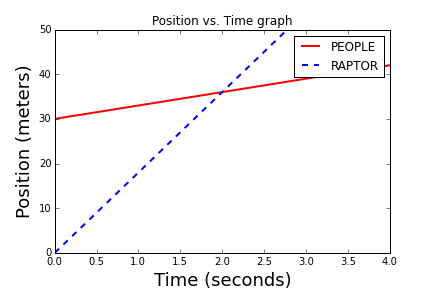 Position vs. Time graph
PEOPLE
RAPTOR
Position (meters)
50
40
30
20
10
0
0.0 0.5 1.0 1.5 2.0 2.5 3.0 3.5 4.0
Time (seconds)